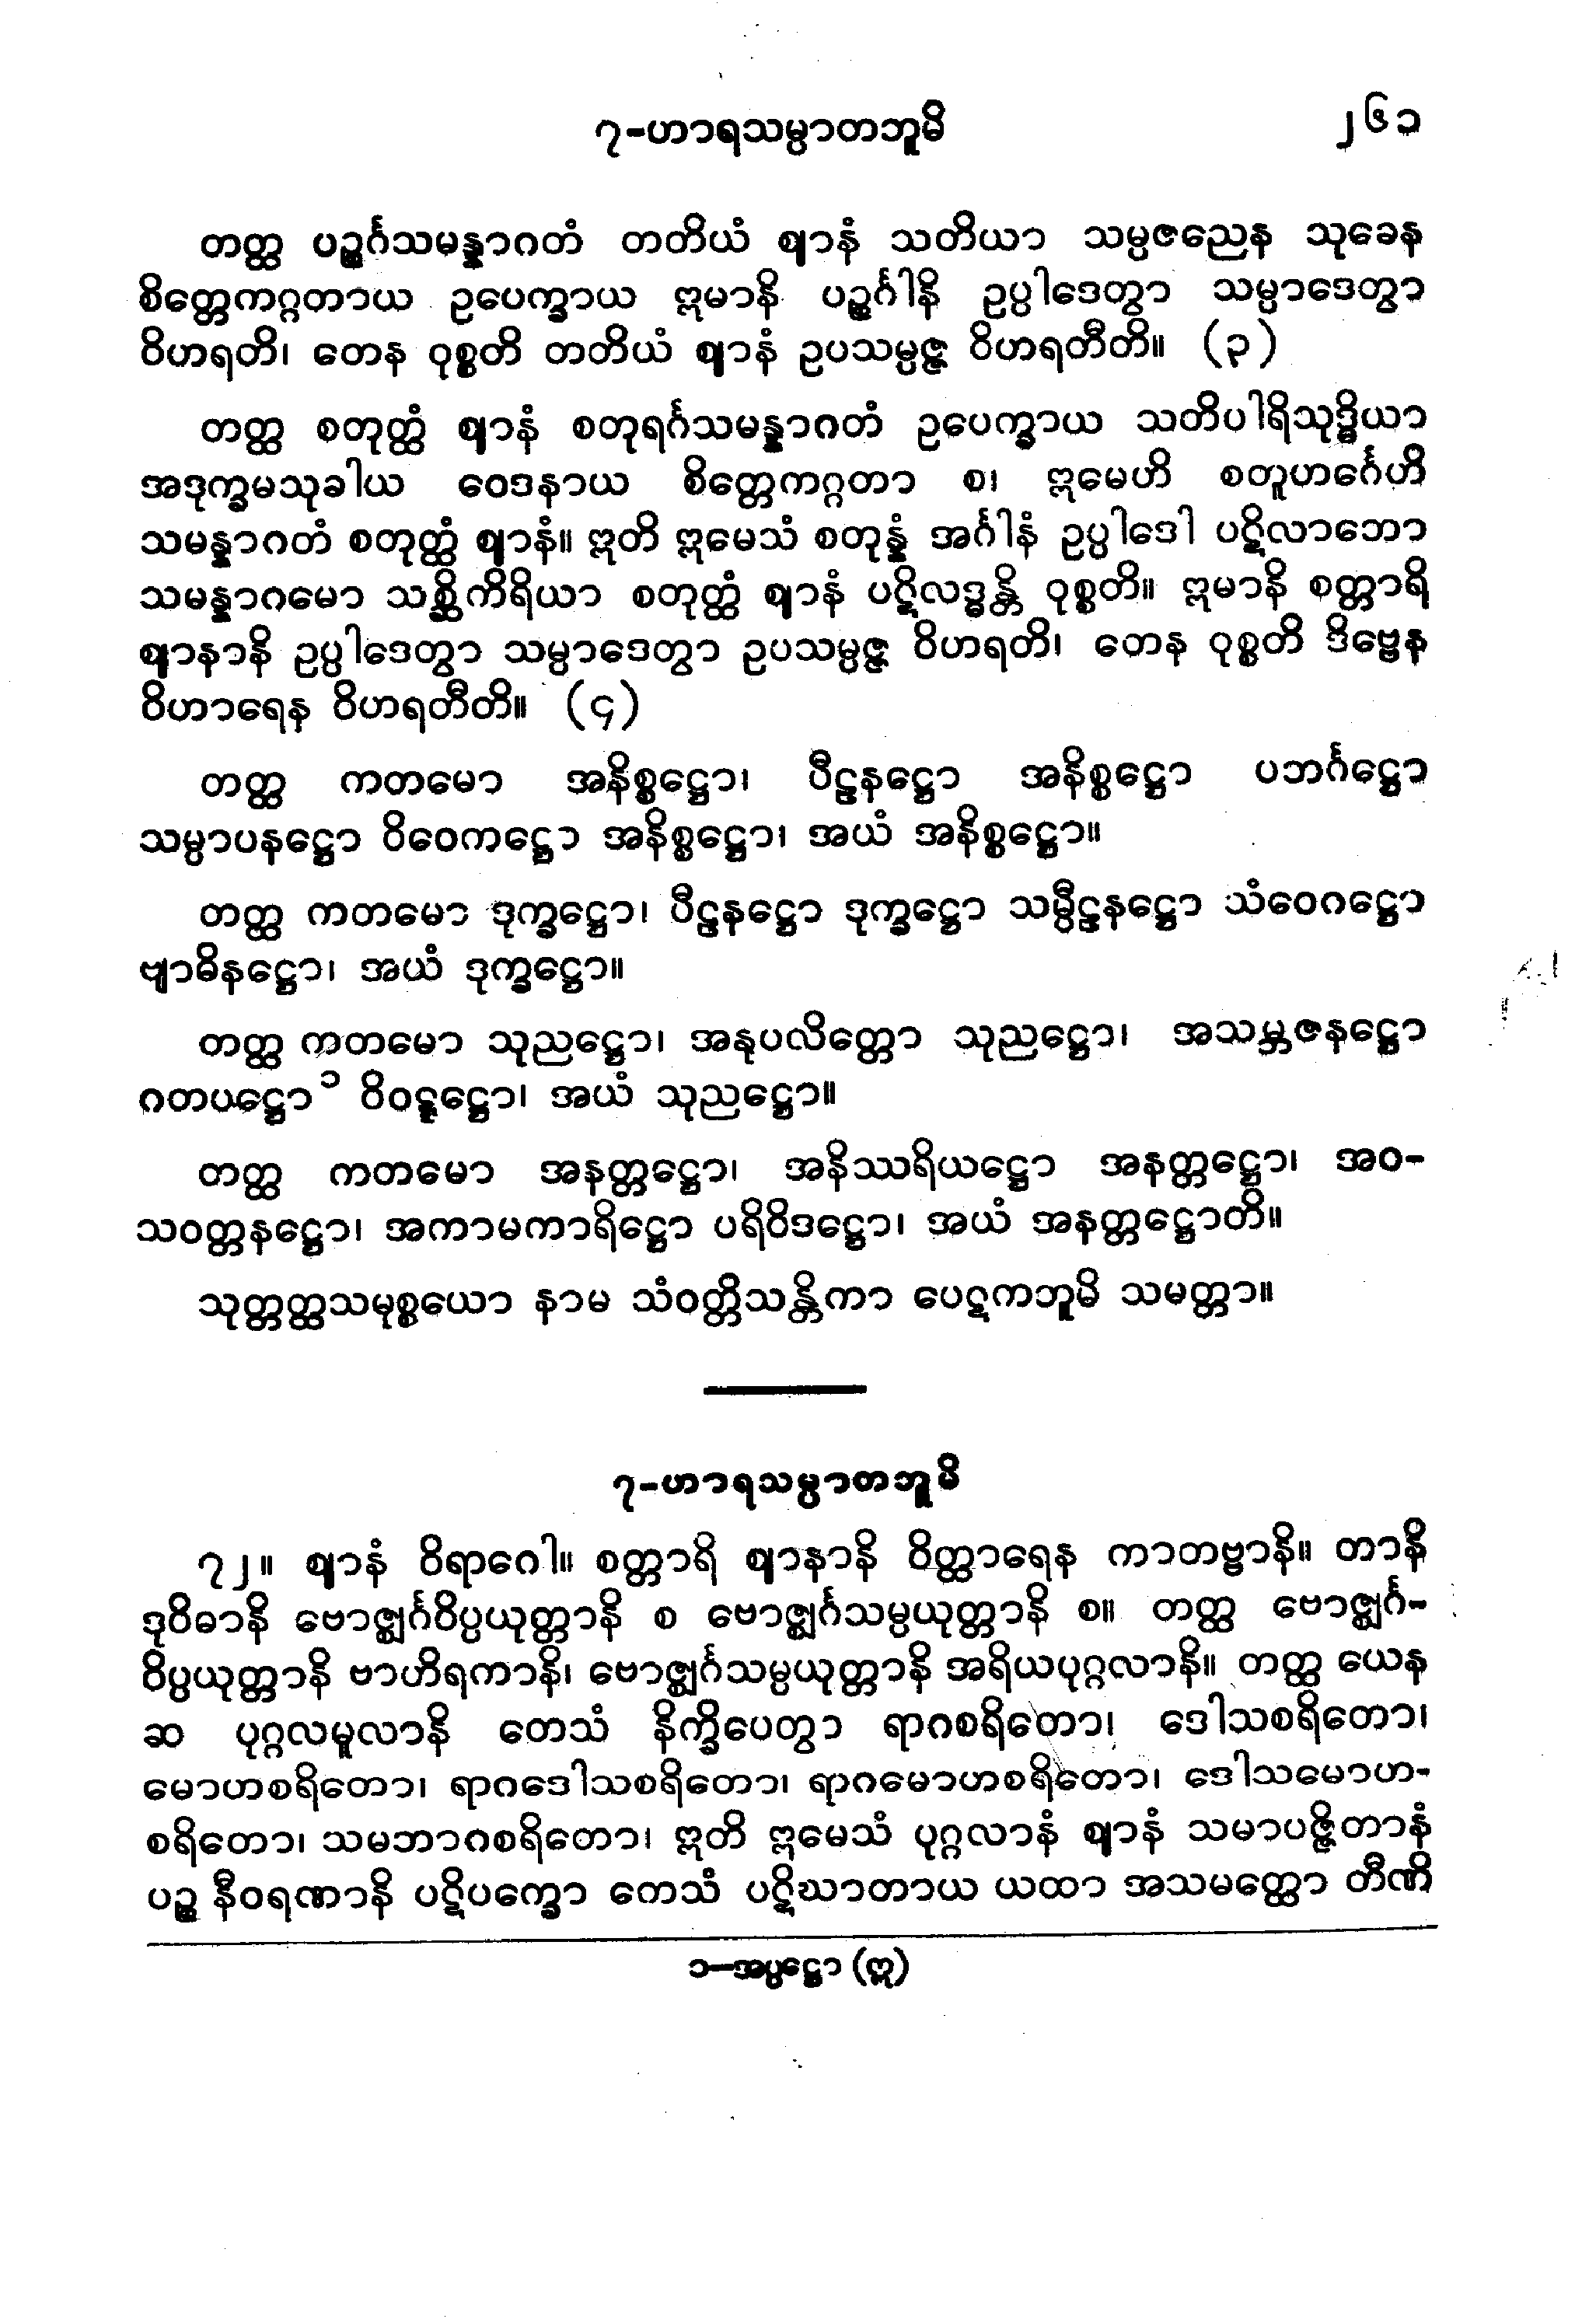 ၇-ဟာရသမ္ပာတဘူမိ ၂၆၁
တတ္ထ ပဉ္စင်္ဂသမန္နာဂတံ တတိယံ ဈာနံ သတိယာ သမ္ပဇညေန သုခေန
စိတ္တေကဂ္ဂတာယ ဥပေက္ခာယ ဣမာနိ ပဉ္စင်္ဂါနိ ဥပ္ပါဒေတွာ သမ္ပာဒေတွာ
ဝိဟရတိ၊ တေန ဝုစ္စတိ တတိယံ ဈာနံ ဥပသမ္ပဇ္ဇ ဝိဟရတီတိ။ (၃)
တတ္ထ စတုတ္ထံ ဈာနံ စတုရင်္ဂသမန္နာဂတံ ဥပေက္ခာယ သတိပါရိသုဒ္ဓိယာ
အဒုက္ခမသုခါယ ဝေဒနာယ စိတ္တေကဂ္ဂတာ စ၊ ဣမေဟိ စတူဟင်္ဂေဟိ
သမန္နာဂတံ စတုတ္ထံ ဈာနံ။ ဣတိ ဣမေသံ စတုန္နံ အင်္ဂါနံ ဥပ္ပါဒေါ ပဋိလာဘော
သမန္နာဂမော သစ္ဆိကိရိယာ စတုတ္ထံ ဈာနံ ပဋိလဒ္ဓန္တိ ဝုစ္စတိ။ ဣမာနိ စတ္တာရိ
ဈာနာနိ ဥပ္ပါဒေတွာ သမ္ပာဒေတွာ ဥပသမ္ပဇ္ဇ ဝိဟရတိ၊ တေန ဝုစ္စတိ ဒိဗ္ဗေန
ဝိဟာရေန ဝိဟရတီတိ။ (၄)
တတ္ထ ကတမော အနိစ္စဋ္ဌော၊ ပီဠနဋ္ဌော အနိစ္စဋ္ဌော ပဘင်္ဂဋ္ဌော
သမ္ပာပနဋ္ဌော ဝိဝေကဋ္ဌော အနိစ္စဋ္ဌော၊ အယံ အနိစ္စဋ္ဌော။
တတ္ထ ကတမော ဒုက္ခဋ္ဌော၊ ပီဠနဋ္ဌော ဒုက္ခဋ္ဌော သမ္ပီဠနဋ္ဌော သံဝေဂဋ္ဌော
ဗျာဓိနဋ္ဌော၊ အယံ ဒုက္ခဋ္ဌော။
တတ္ထ ကတမော သုညဋ္ဌော၊ အနုပလိတ္တော သုညဋ္ဌော၊ အသမ္ဘဇနဋ္ဌော
ဂတပဋ္ဌော၁ ဝိဝဋ္ဋဋ္ဌော၊ အယံ သုညဋ္ဌော။
တတ္ထ ကတမော အနတ္တဋ္ဌော၊ အနိဿရိယဋ္ဌော အနတ္တဋ္ဌော၊ အဝ-
သဝတ္တနဋ္ဌော၊ အကာမကာရိဋ္ဌော ပရိဝိဒဋ္ဌော၊ အယံ အနတ္တဋ္ဌောတိ။
သုတ္တတ္ထသမုစ္စယော နာမ သံဝတ္တိသန္တိကာ ပေဋကဘူမိ သမတ္တာ။
၇-ဟာရသမ္ပာတဘူမိ
၇၂။ ဈာနံ ဝိရာဂေါ။ စတ္တာရိ ဈာနာနိ ဝိတ္ထာရေန ကာတဗ္ဗာနိ။ တာနိ
ဒုဝိဓာနိ ဗောဇ္ဈင်္ဂဝိပ္ပယုတ္တာနိ စ ဗောဇ္ဈင်္ဂသမ္ပယုတ္တာနိ စ။ တတ္ထ ဗောဇ္ဈင်္ဂ-
ဝိပ္ပယုတ္တာနိ ဗာဟိရကာနိ၊ ဗောဇ္ဈင်္ဂသမ္ပယုတ္တာနိ အရိယပုဂ္ဂလာနိ။ တတ္ထ ယေန
ဆ ပုဂ္ဂလမူလာနိ တေသံ နိက္ခိပေတွာ ရာဂစရိတော၊ ဒေါသစရိတော၊
မောဟစရိတော၊ ရာဂဒေါသစရိတော၊ ရာဂမောဟစရိတော၊ ဒေါသမောဟ-
စရိတော၊ သမဘာဂစရိတော၊ ဣတိ ဣမေသံ ပုဂ္ဂလာနံ ဈာနံ သမာပဇ္ဇိတာနံ
ပဉ္စ နီဝရဏာနိ ပဋိပက္ခော တေသံ ပဋိဃာတာယ ယထာ အသမတ္ထော တီဏိ
၁-အပ္ပဋ္ဌော (ဣ)